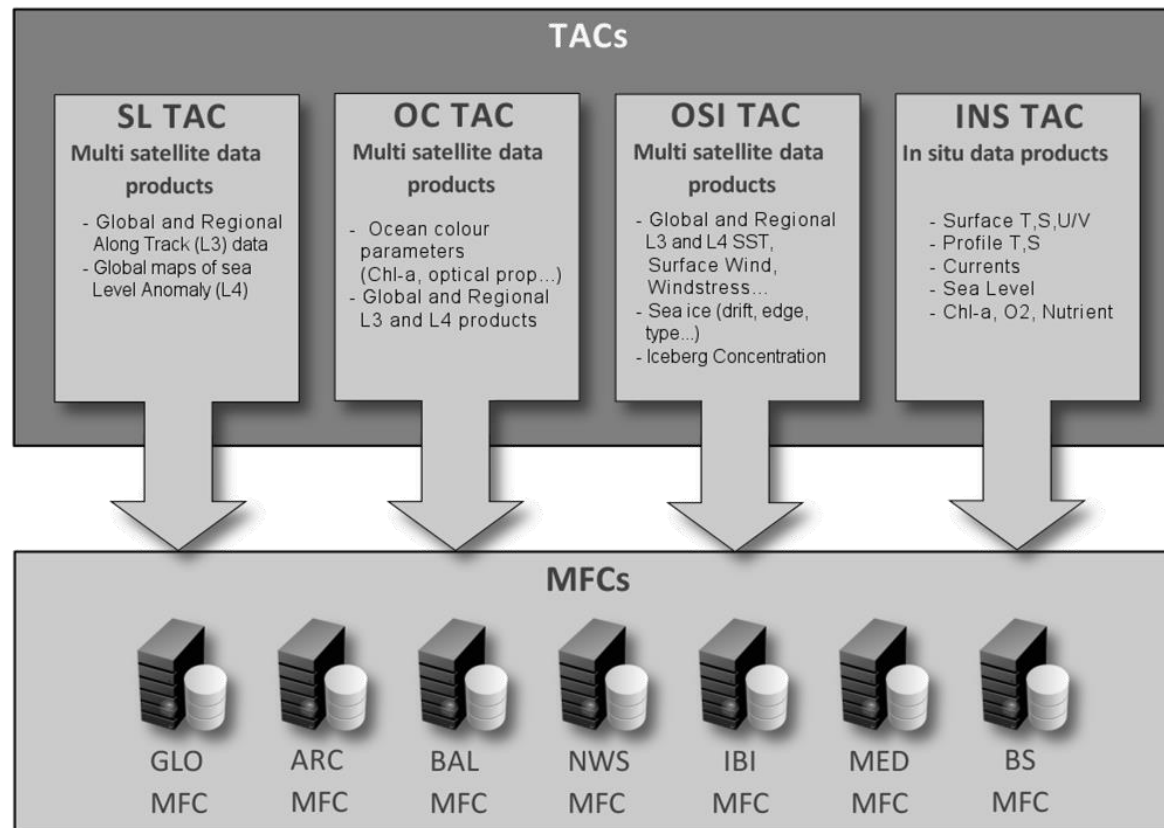 TACs
SL TAC
Multi satellite data
products
- Global and Regional
Along Track (L3) data
- Global maps of sea
Level Anomaly (L4)
OC TAC
Multi satellite data
products
- Ocean colour
parameters
(Chl-a, optical prop...)
- Global and Regional
L3 and L4 products
OSI TAC
Multi satellite data
products
- Global and Regional
L3 and L4 SST,
Surface Wind,
Windstress...
- Sea ice (drift, edge,
type...)
- Iceberg Concentration
INS TAC
In situ data products
- Surface T,S,U/V
- Profile T,S
- Currents
- Sea Level
- Chl-a, O2, Nutrient
MFCs
GLO
MFC
ARC
MFC
BAL
MFC
NWS
MFC
IBI
MFC
MED
MFC
BS
MFC